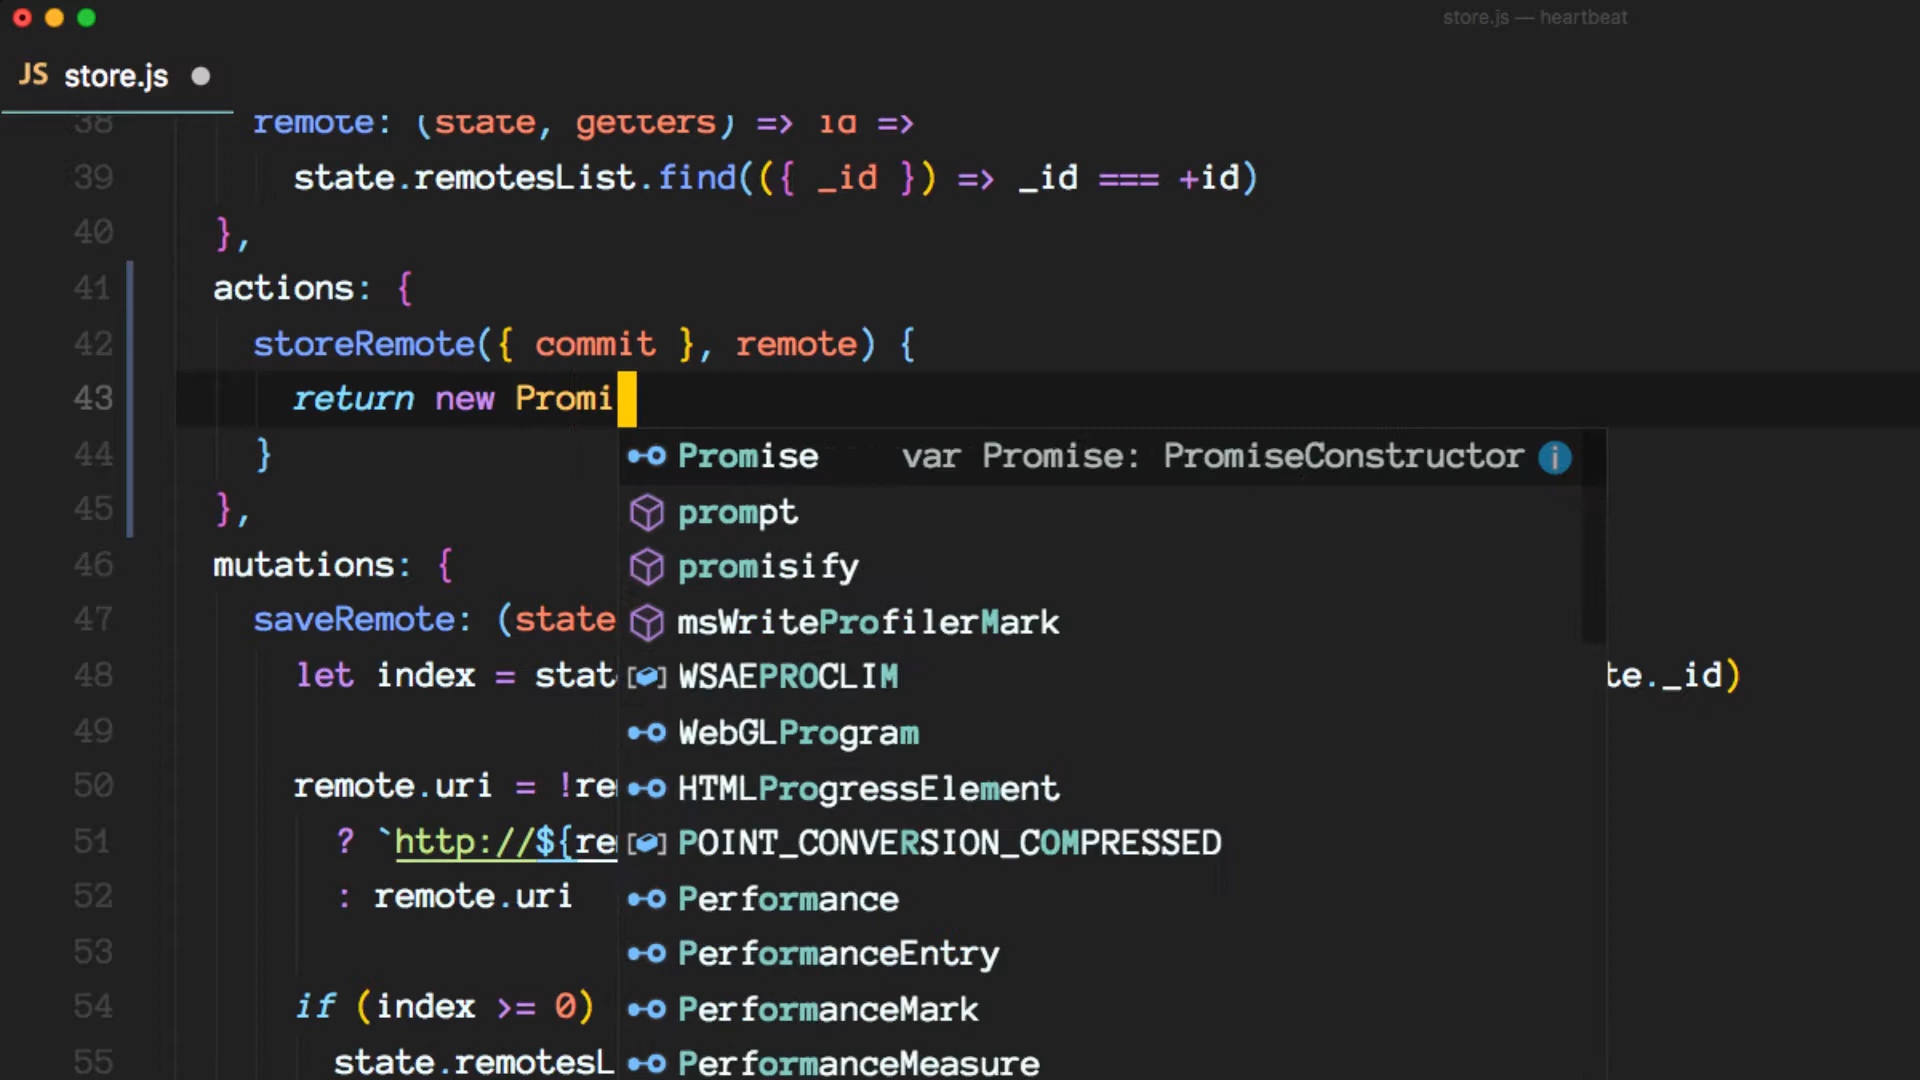 store.js — heartbeat
JS store.js
38 remote: (state, getters) => id =>
39 state.remotesList.find(({ _id }) => _id === +id)
40 },
41 actions: {
42 storeRemote({ commit }, remote) {
43 return new Promi
44 }
Promise var Promise: PromiseConstructor i
45 },
prompt
46 mutations: {
promisify
47 saveRemote: (state
msWriteProfilerMark
48 let index = stat
WSAEPROCLIM
te._id)
49
WebGLProgram
50 remote.uri = !re
HTMLProgressElement
51 ? `http://${re
POINT_CONVERSION_COMPRESSED
52 : remote.uri
Performance
53
PerformanceEntry
54 if (index >= 0)
PerformanceMark
55 state.remotesL
PerformanceMeasure